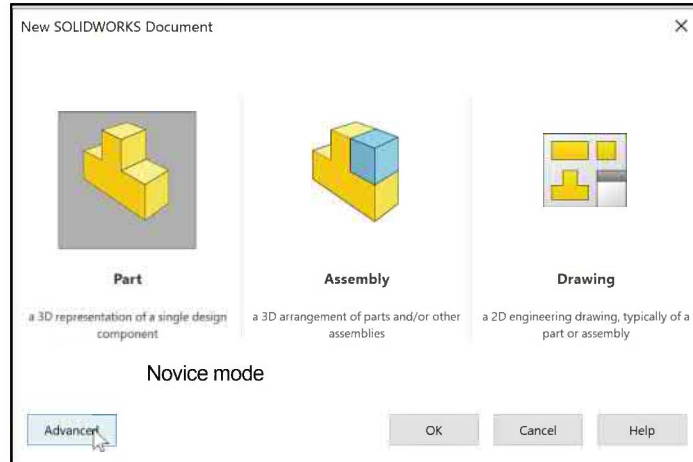 New SOLIDWORKS Document
Part
Assembly
Drawing
a 3D representation of a single design
component
a 3D arrangement of parts and/or other
assemblies
a 2D engineering drawing, typically of a
part or assembly
Novice mode
Advanced
OK
Cancel
Help